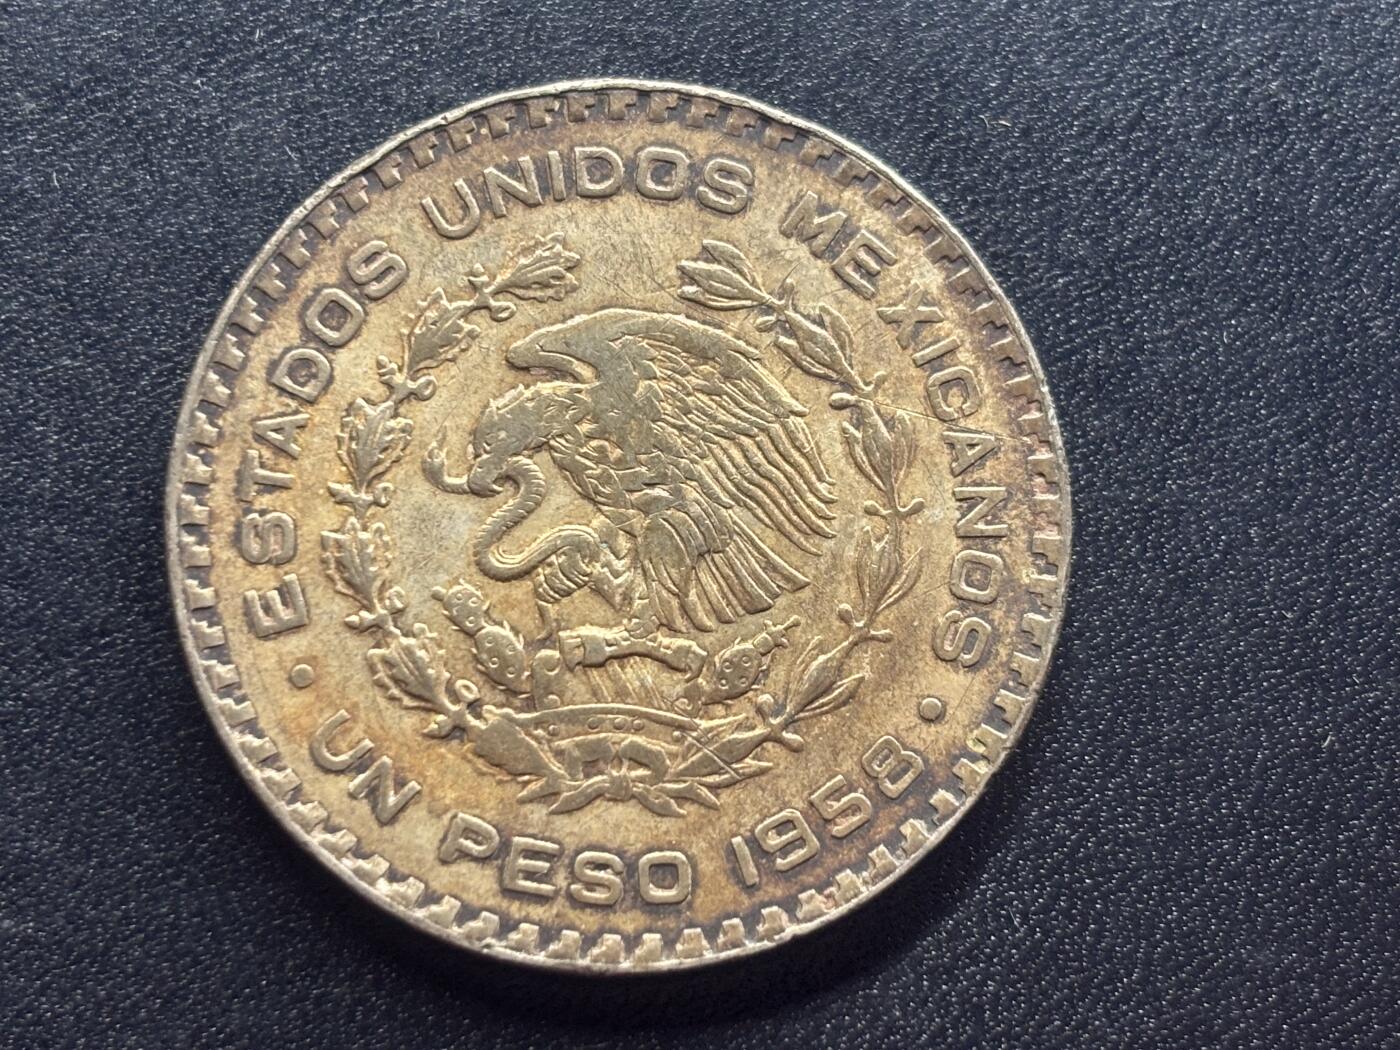 ESTADOS UNIDOS MEXICANOS
UN PESO 1958